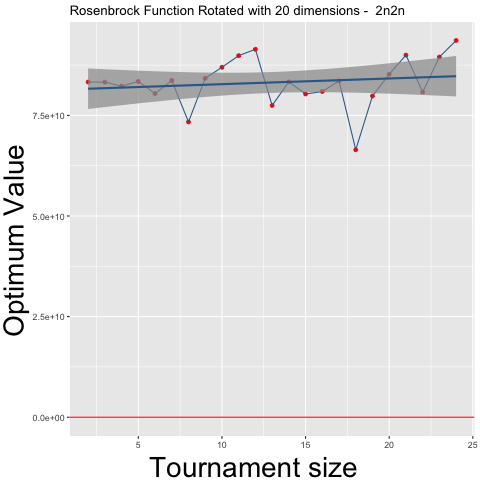 Rosenbrock Function Rotated with 20 dimensions - 2n2n
Optimum Value
7.5e+10
5.0e+10
2.5e+10
0.0e+00
5 10 15 20 25
Tournament size